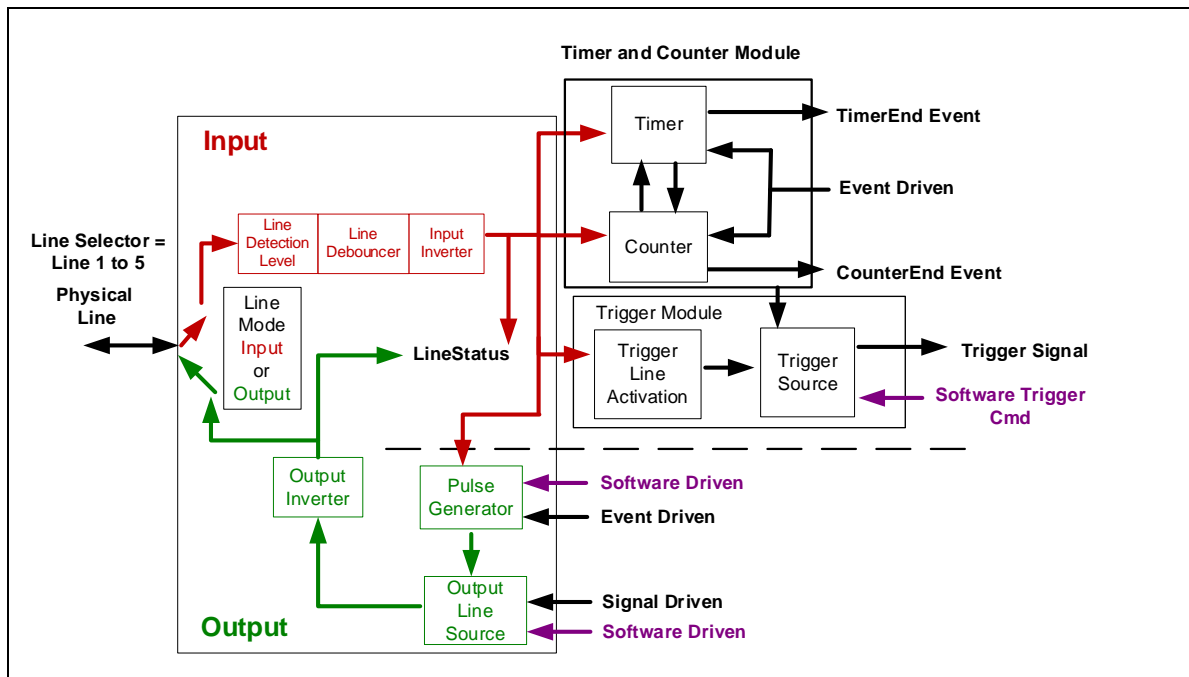 Timer and Counter Module
Input
Timer
TimerEnd Event
Event Driven
Line
Detection
Level
Line
Debouncer
Input
Inverter
Counter
CounterEnd Event
Line Selector =
Line 1 to 5
Physical
Line
Line
Mode
Input
or
Output
LineStatus
Trigger Module
Trigger
Line
Activation
Trigger
Source
Trigger Signal
Software Trigger
Cmd
Output
Inverter
Pulse
Generator
Software Driven
Event Driven
Output
Line
Source
Signal Driven
Software Driven
Output